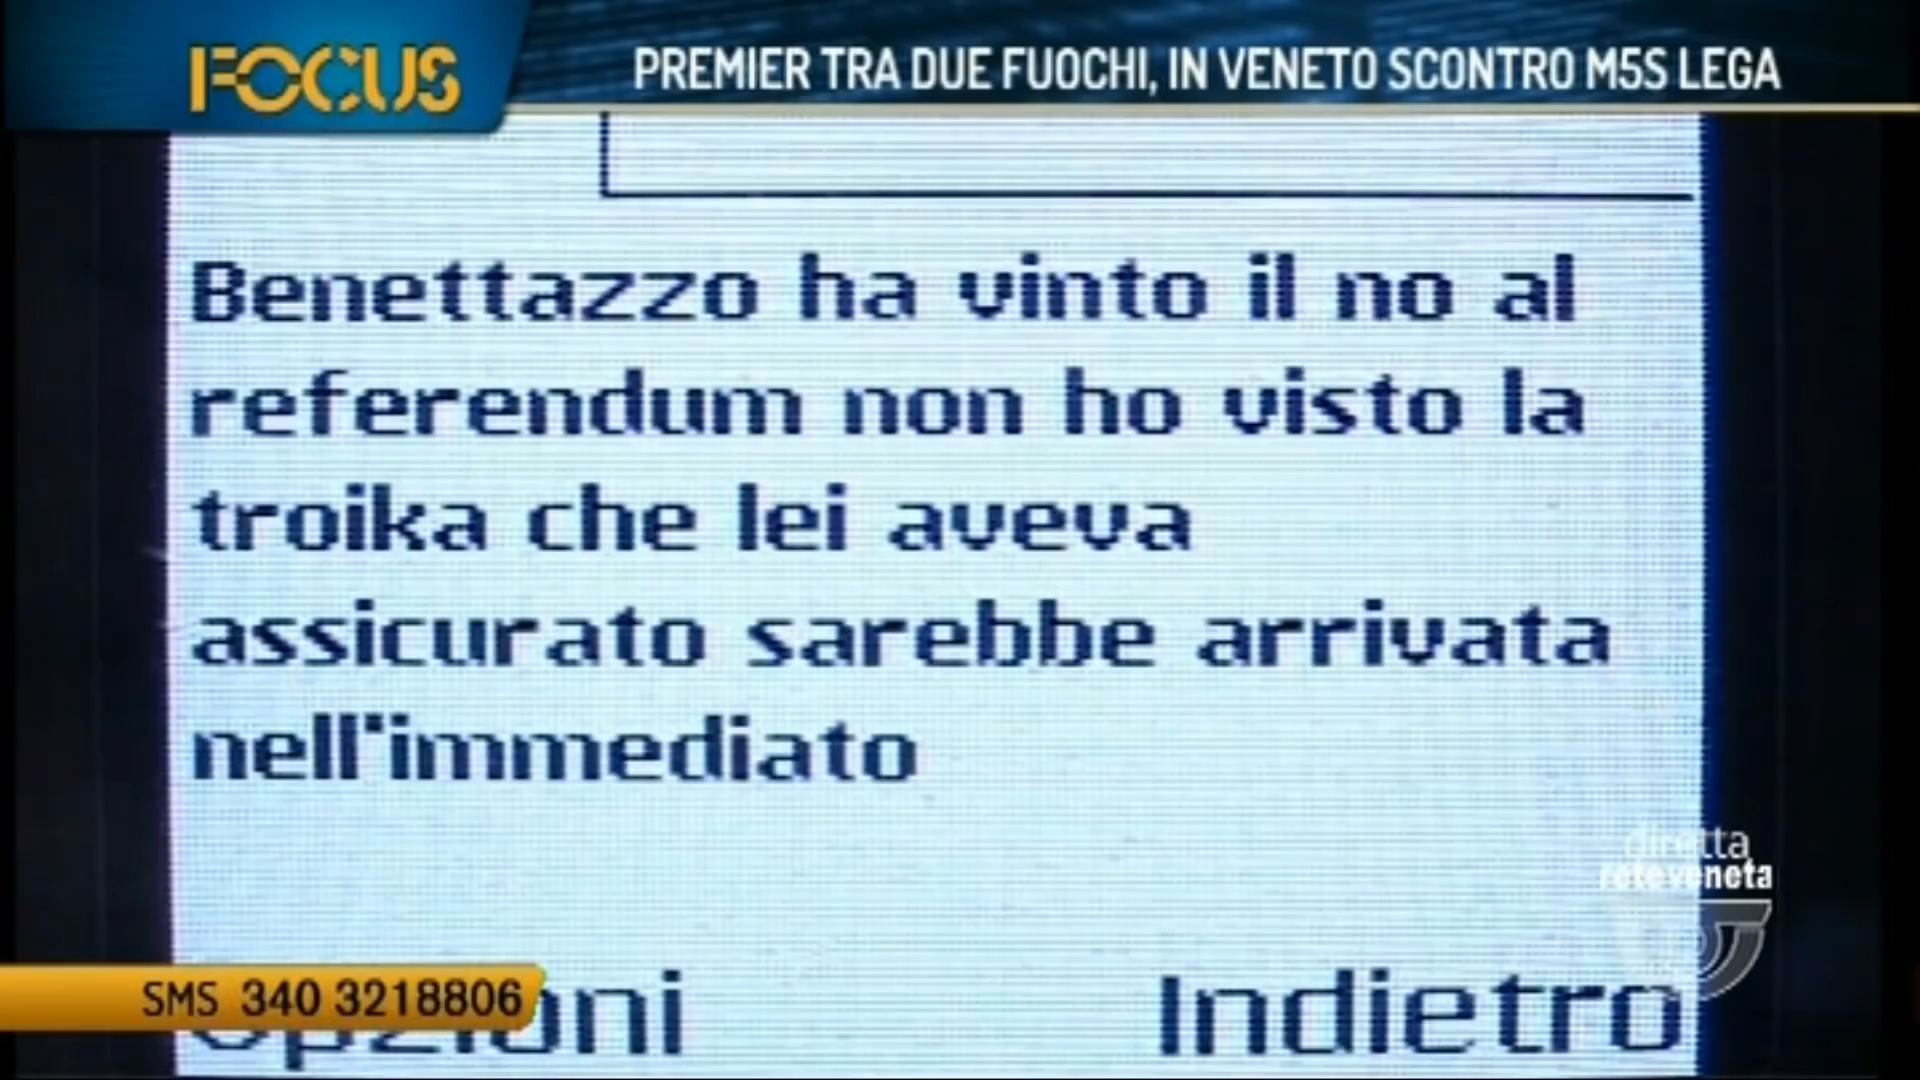 FOCUS
PREMIER TRA DUE FUOCHI, IN VENETO SCONTRO M5S LEGA
Benettazzo ha vinto il no al
referendum non ho visto la
troika che lei aveva
assicurato sarebbe arrivata
nell'immediato
diretta
reteveneta
SMS 340 3218806
Opzioni
Indietro